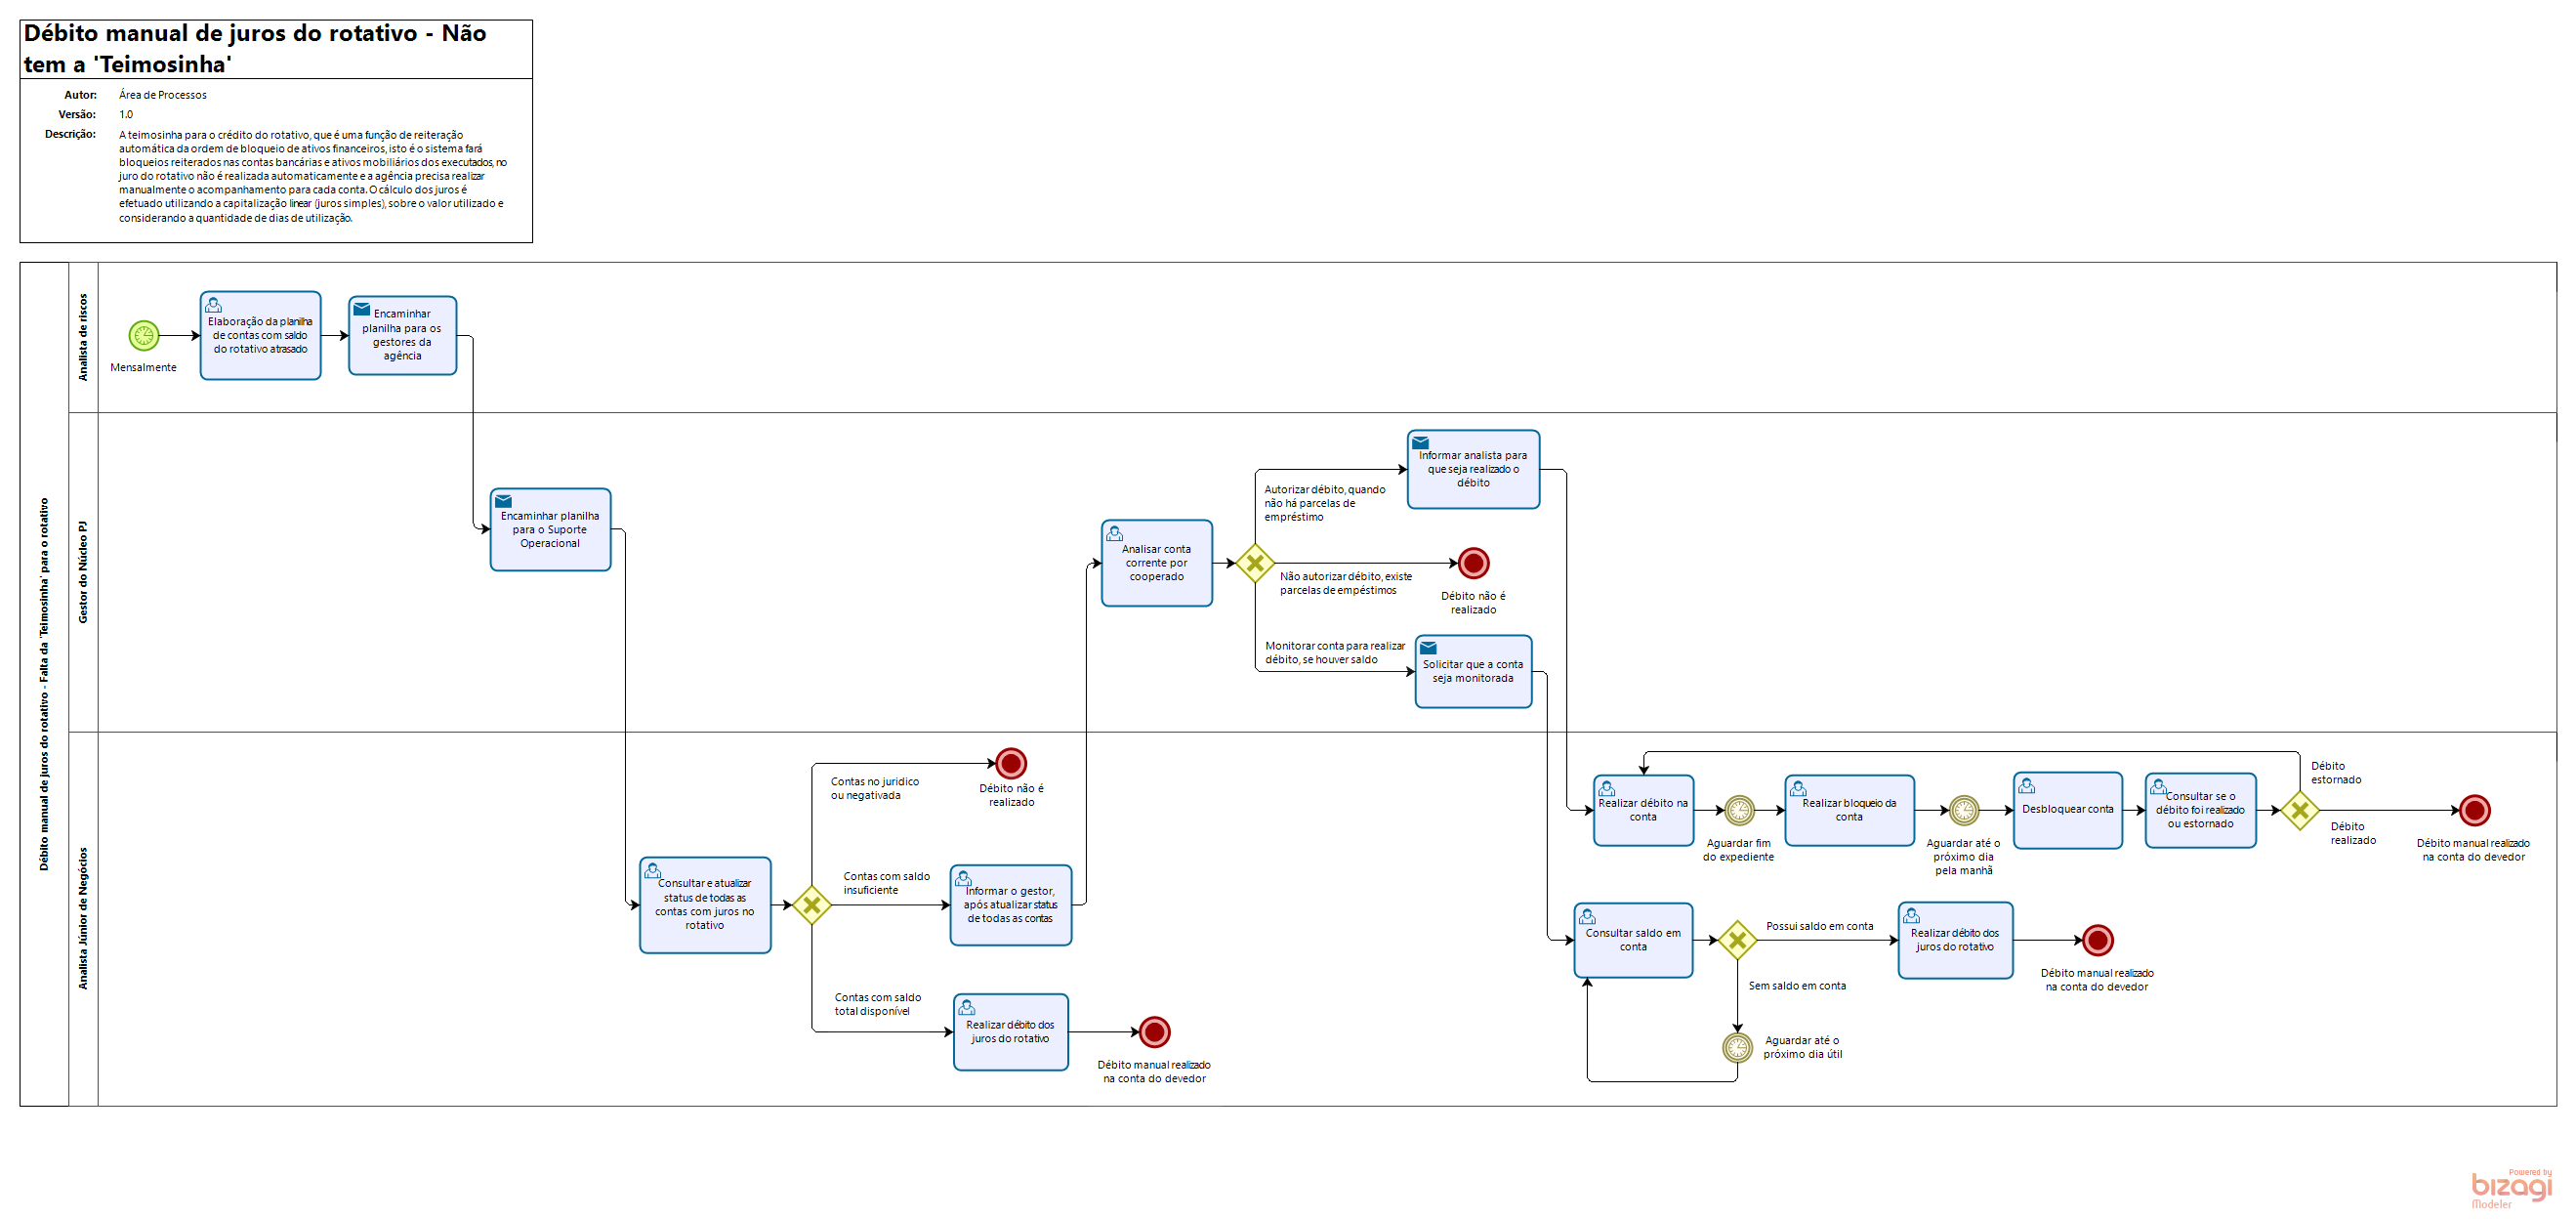 Débito manual de juros do rotativo - Não
tem a 'Teimosinha'
Autor: Área de Processos
Versão: 1.0
Descrição: A teimosinha para o crédito do rotativo, que é uma função de reiteração
automática da ordem de bloqueio de ativos financeiros, isto é o sistema fará
bloqueios reiterados nas contas bancárias e ativos mobiliários dos executados, no
juro do rotativo não é realizada automaticamente e a agência precisa realizar
manualmente o acompanhamento para cada conta. O cálculo dos juros é
efetuado utilizando a capitalização linear (juros simples), sobre o valor utilizado e
considerando a quantidade de dias de utilização.
Débito manual de juros do rotativo - Falta da 'Teimosinha' para o rotativo
Analista de riscos
Mensalmente
Elaboração da planilha
de contas com saldo
do rotativo atrasado
Encaminhar
planilha para os
gestores da
agência
Gestor do Núcleo PJ
Encaminhar planilha
para o Suporte
Operacional
Analisar conta
corrente por
cooperado
Autorizar débito, quando
não há parcelas de
empréstimo
Informar analista para
que seja realizado o
débito
Não autorizar débito, existe
parcelas de empéstimos
Débito não é
realizado
Monitorar conta para realizar
débito, se houver saldo
Solicitar que a conta
seja monitorada
Analista Júnior de Negócios
Consultar e atualizar
status de todas as
contas com juros no
rotativo
Contas no juridico
ou negativada
Débito não é
realizado
Contas com saldo
insuficiente
Informar o gestor,
após atualizar status
de todas as contas
Contas com saldo
total disponível
Realizar débito dos
juros do rotativo
Débito manual realizado
na conta do devedor
Realizar débito na
conta
Aguardar fim
do expediente
Realizar bloqueio da
conta
Aguardar até o
próximo dia
pela manhã
Desbloquear conta
Consultar se o
débito foi realizado
ou estornado
Débito
estornado
Débito
realizado
Débito manual realizado
na conta do devedor
Consultar saldo em
conta
Possui saldo em conta
Realizar débito dos
juros do rotativo
Débito manual realizado
na conta do devedor
Sem saldo em conta
Aguardar até o
próximo dia útil
Powered by
bizagi
Modeler